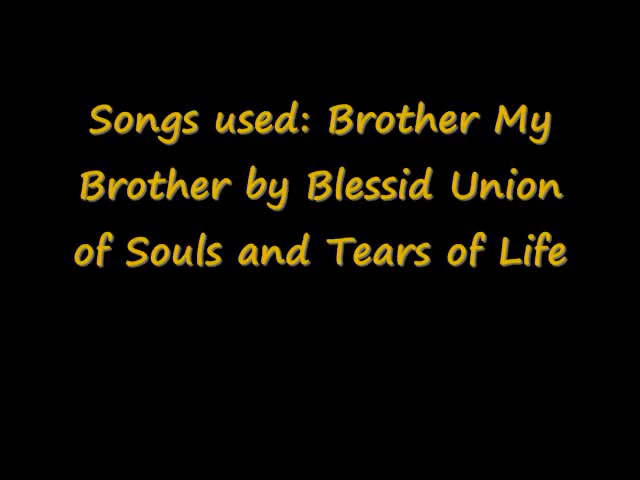 Songs used: Brother My
Brother by Blessid Union
of Souls and Tears of Life